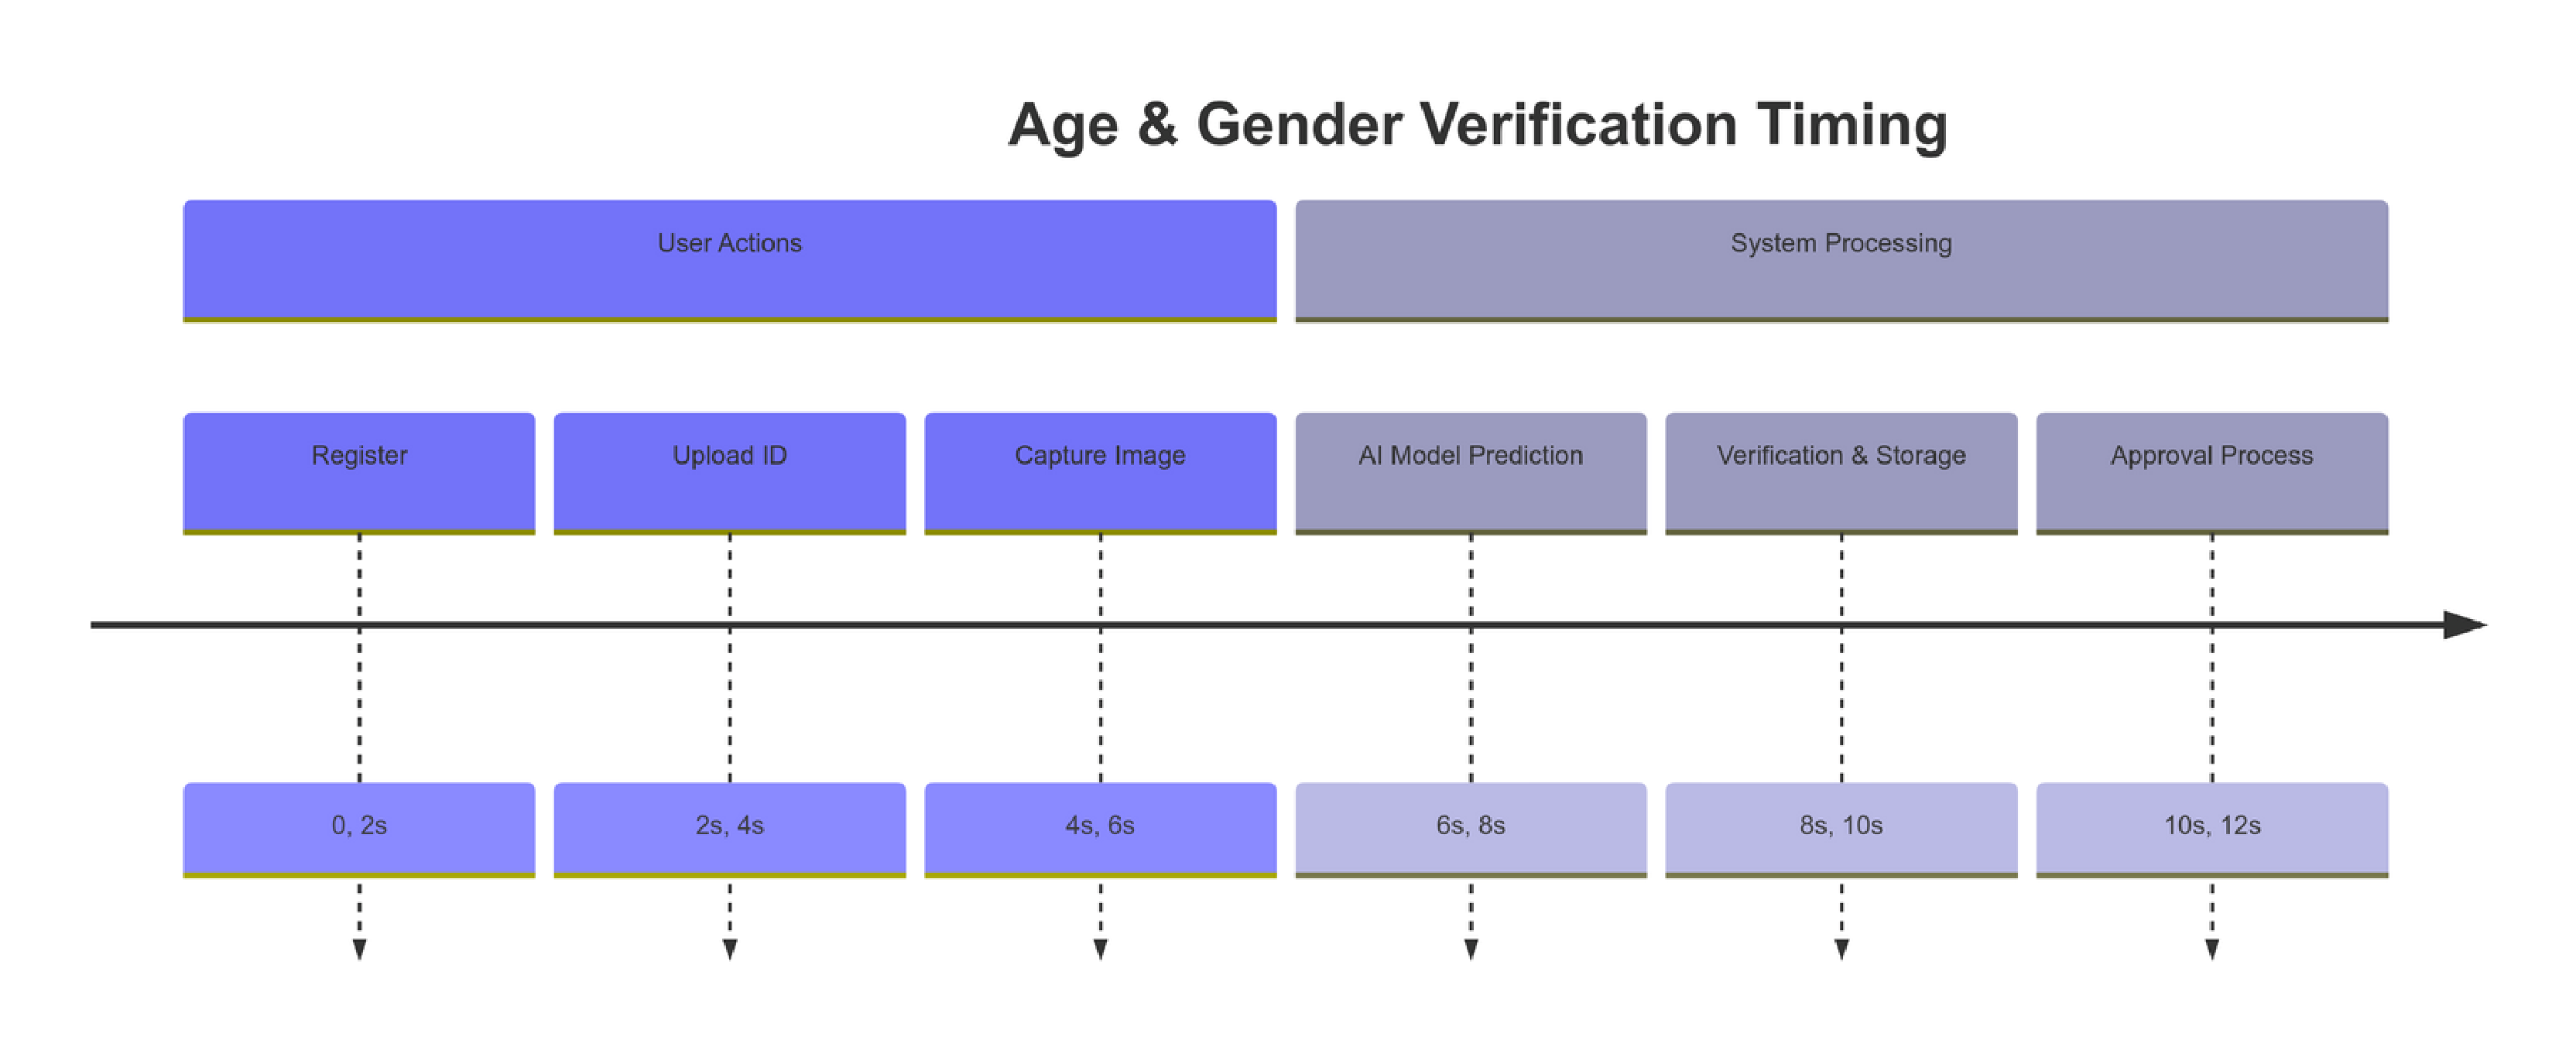 Age & Gender Verification Timing
User Actions
System Processing
Register
Upload ID
Capture Image
AI Model Prediction
Verification & Storage
Approval Process
0, 2s
2s, 4s
4s, 6s
6s, 8s
8s, 10s
10s, 12s